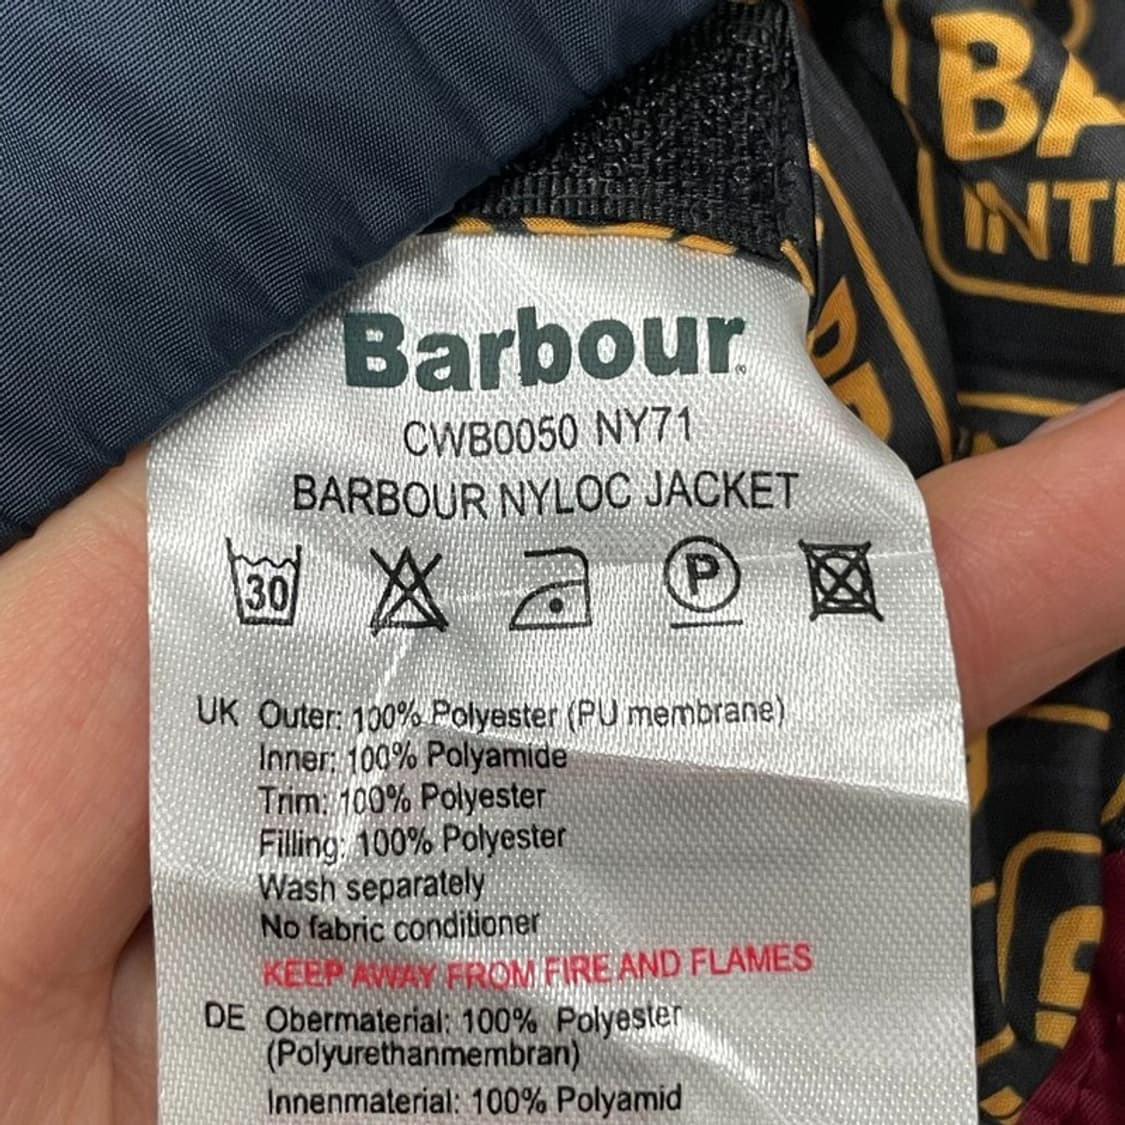 BA
INT
Barbour
CWB0050 NY71
BARBOUR NYLOC JACKET
30
P
UK Outer: 100% Polyester (PU membrane)
Inner: 100% Polyamide
Trim: 100% Polyester
Filling: 100% Polyester
Wash separately
No fabric conditioner
KEEP AWAY FROM FIRE AND FLAMES
DE Obermaterial: 100% Polyester
(Polyurethanmembran)
Innenmaterial: 100% Polyamid